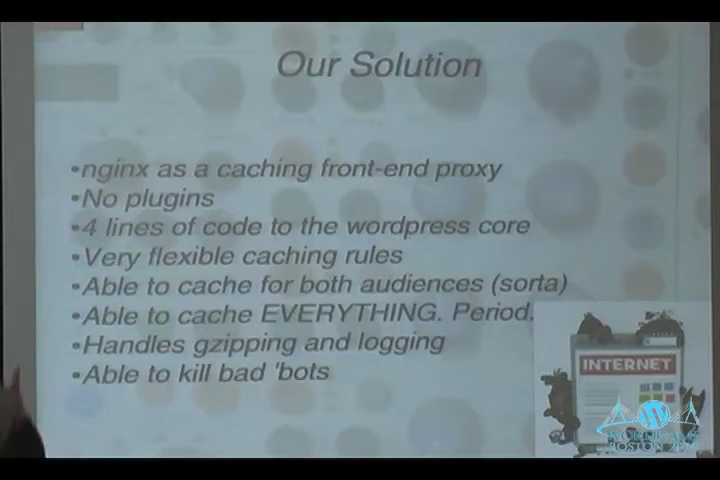 Our Solution
•nginx as a caching front-end proxy
•No plugins
•4 lines of code to the wordpress core
•Very flexible caching rules
•Able to cache for both audiences (sorta)
•Able to cache EVERYTHING. Period.
•Handles gzipping and logging
•Able to kill bad 'bots
INTERNET
WORDCAMP
BOSTON